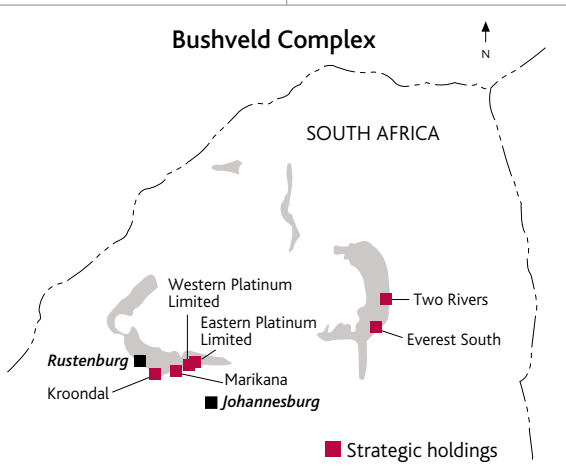 Bushveld Complex
N
SOUTH AFRICA
Western Platinum
Limited
Eastern Platinum
Limited
Two Rivers
Everest South
Rustenburg
Kroondal
Marikana
Johannesburg
Strategic holdings